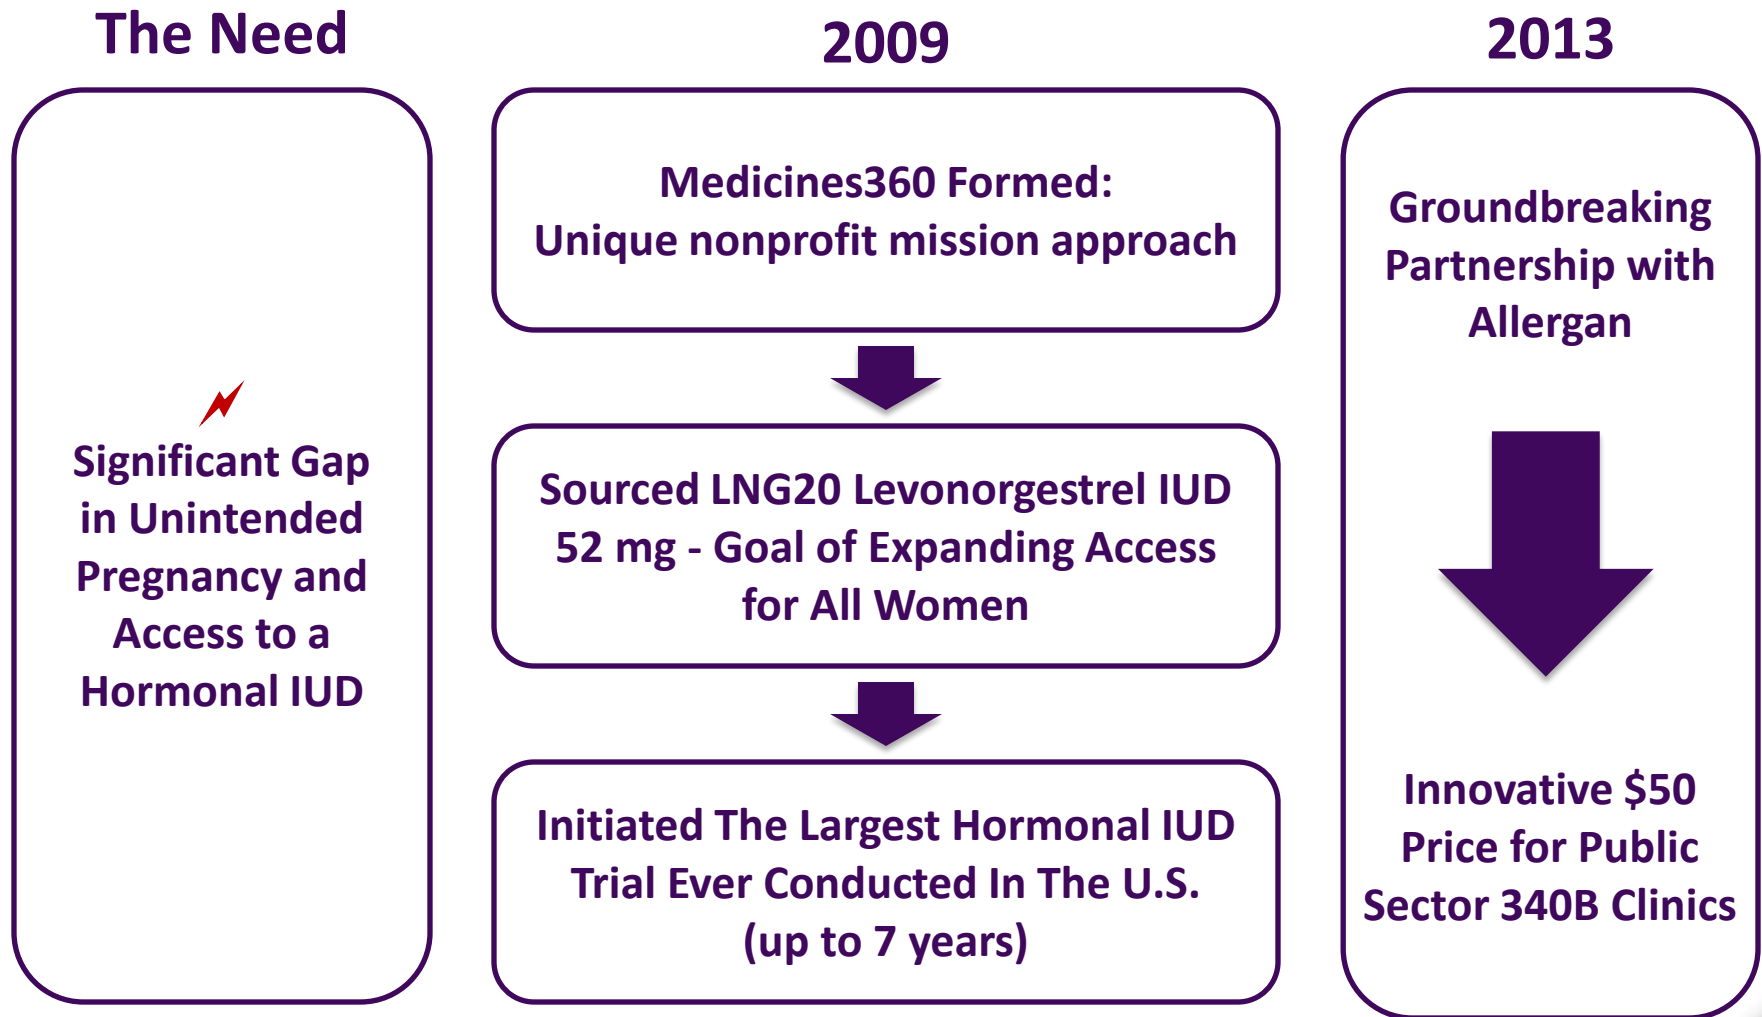 The Need
Significant Gap
in Unintended
Pregnancy and
Access to a
Hormonal IUD
2009
Medicines360 Formed:
Unique nonprofit mission approach
Sourced LNG20 Levonorgestrel IUD
52 mg - Goal of Expanding Access
for All Women
Initiated The Largest Hormonal IUD
Trial Ever Conducted In The U.S.
(up to 7 years)
2013
Groundbreaking
Partnership with
Allergan
Innovative $50
Price for Public
Sector 340B Clinics